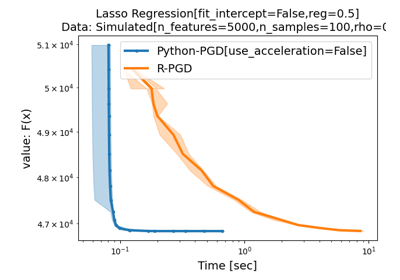 Lasso Regression[fit_intercept=False,reg=0.5]
Data: Simulated[n_features=5000,n_samples=100,rho=0
5.1 × 10⁴
5 × 10⁴
4.9 × 10⁴
4.8 × 10⁴
4.7 × 10⁴
value: F(x)
Python-PGD[use_acceleration=False]
R-PGD
10⁻¹
10⁰
10¹
Time [sec]